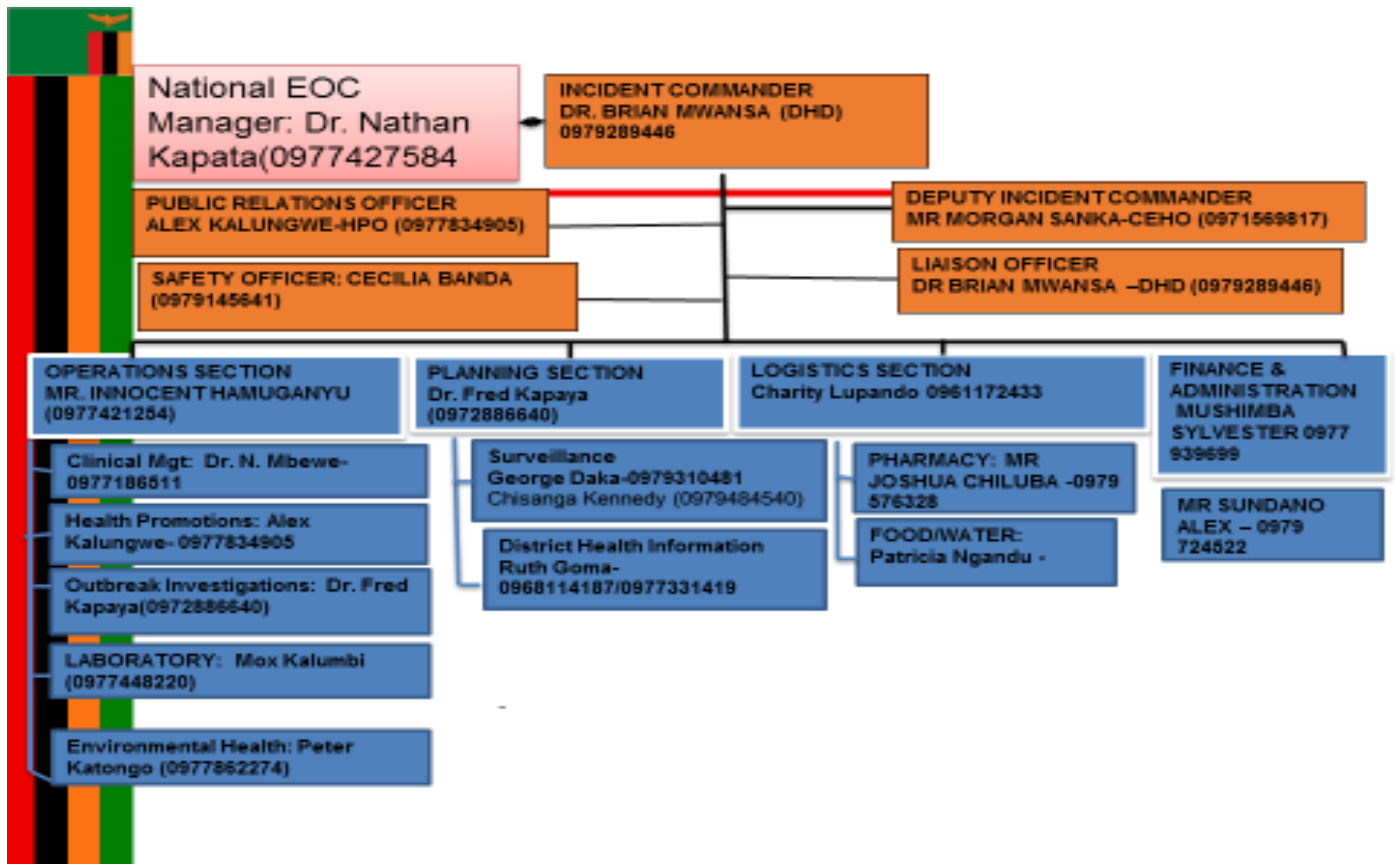 National EOC
Manager: Dr. Nathan
Kapata(0977427584
INCIDENT COMMANDER
DR. BRIAN MWANSA (DHD)
0979289446
PUBLIC RELATIONS OFFICER
ALEX KALUNGWE-HPO (0977834905)
DEPUTY INCIDENT COMMANDER
MR MORGAN SANKA-CEHO (0971569817)
SAFETY OFFICER: CECILIA BANDA
(0979145641)
LIAISON OFFICER
DR BRIAN MWANSA –DHD (0979289446)
OPERATIONS SECTION
MR. INNOCENT HAMUGANYU
(0977421254)
Clinical Mgt: Dr. N. Mbewe-
0977186511
Health Promotions: Alex
Kalungwe- 0977834905
Outbreak Investigations: Dr. Fred
Kapaya(0972886640)
LABORATORY: Mox Kalumbi
(0977448220)
Environmental Health: Peter
Katongo (0977862274)
PLANNING SECTION
Dr. Fred Kapaya
(0972886640)
Surveillance
George Daka-0979310481
Chisanga Kennedy (0979484540)
District Health Information
Ruth Goma-
0968114187/0977331419
LOGISTICS SECTION
Charity Lupando 0961172433
PHARMACY: MR
JOSHUA CHILUBA -0979
576328
FOOD/WATER:
Patricia Ngandu -
FINANCE &
ADMINISTRATION
MUSHIMBA
SYLVESTER 0977
939699
MR SUNDANO
ALEX – 0979
724522